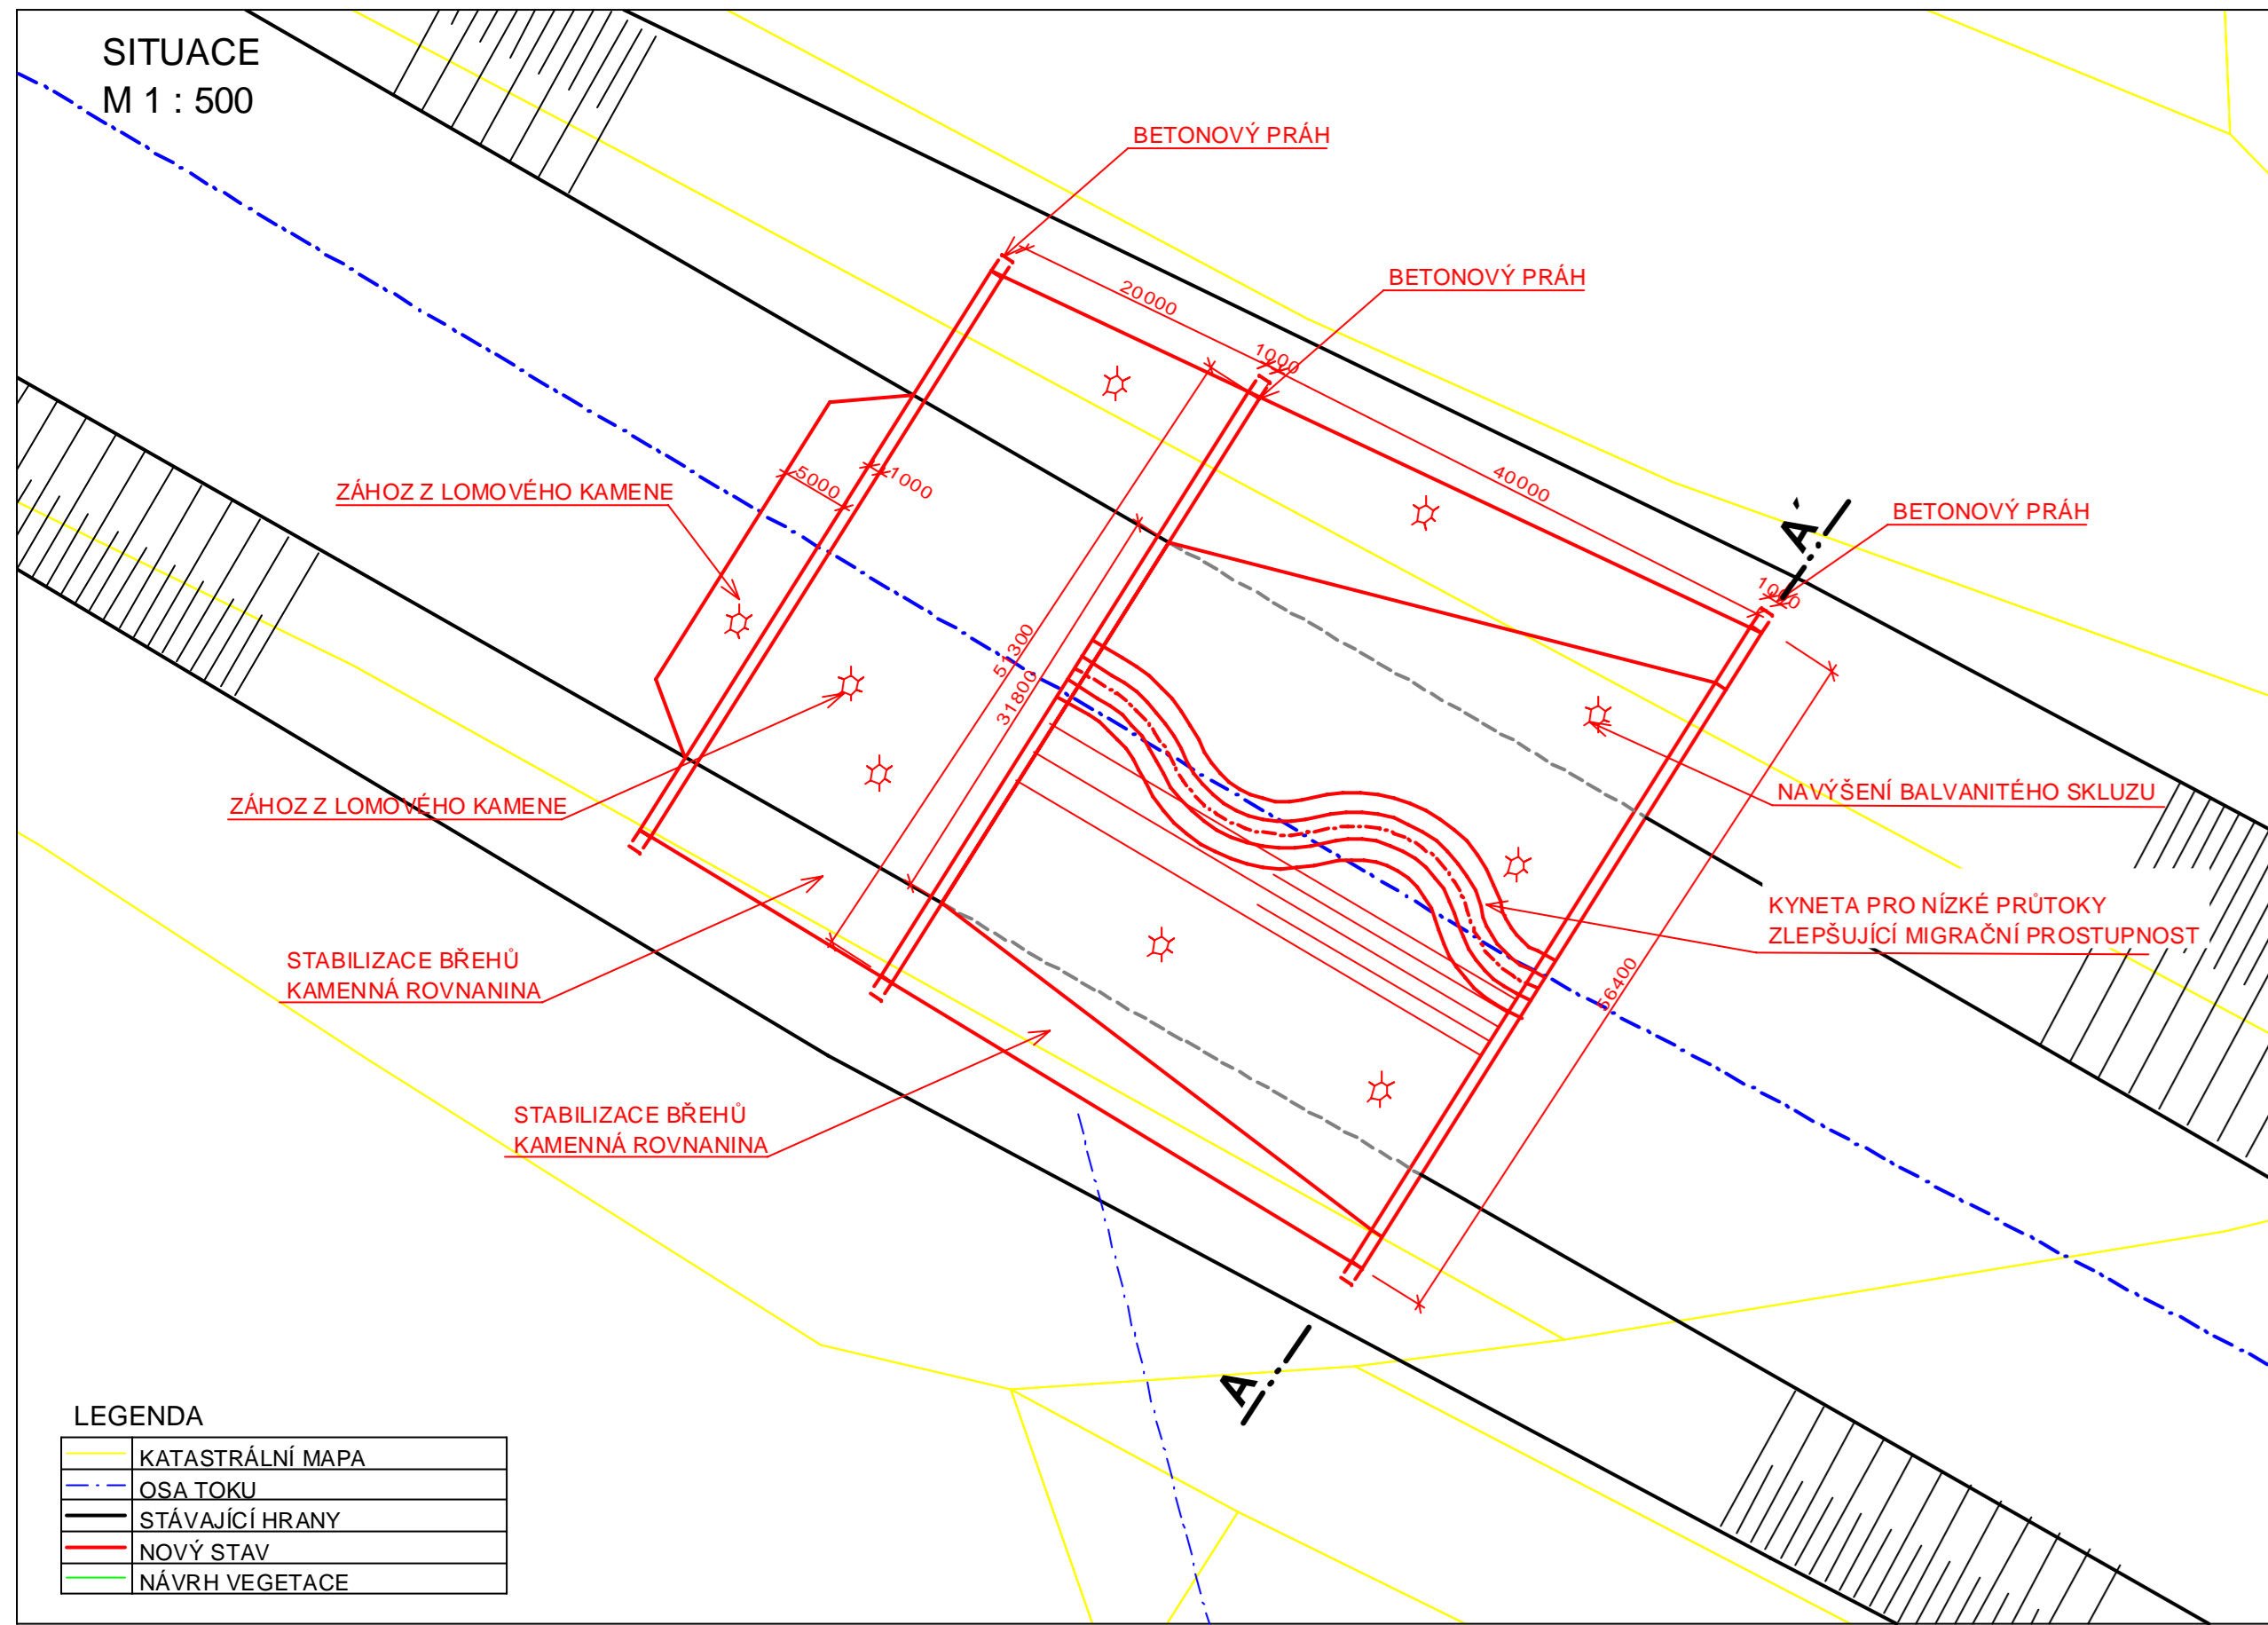 SITUACE
M 1 : 500
BETONOVÝ PRÁH
BETONOVÝ PRÁH
20000
1000
40000
ZÁHOZ Z LOMOVÉHO KAMENE
5000
1000
A'
BETONOVÝ PRÁH
1000
51300
31800
NAVÝŠENÍ BALVANITÉHO SKLUZU
ZÁHOZ Z LOMOVÉHO KAMENE
KYNETA PRO NÍZKÉ PRŮTOKY
ZLEPŠUJÍCÍ MIGRAČNÍ PROSTUPNOST
STABILIZACE BŘEHŮ
KAMENNÁ ROVNANINA
56400
STABILIZACE BŘEHŮ
KAMENNÁ ROVNANINA
A
LEGENDA
KATASTRÁLNÍ MAPA
OSA TOKU
STÁVAJÍCÍ HRANY
NOVÝ STAV
NÁVRH VEGETACE